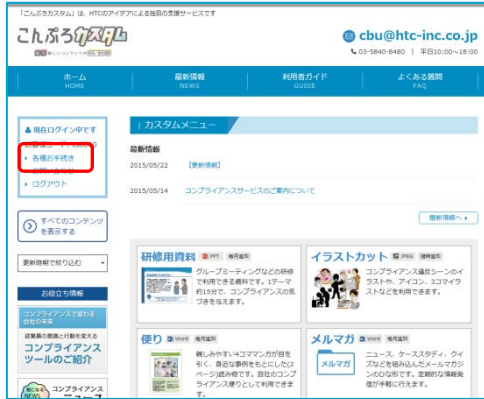 「こんぷろカスタム」は、HTCのアイデアによる独自の支援サービスです
こんぷろカスタム
cbu@htc-inc.co.jp
03-5840-8480 | 平日10:00~18:00
ホーム
HOME
最新情報
NEWS
利用者ガイド
GUIDE
よくある質問
FAQ
現在ログイン中です
各種お手続き
ログアウト
すべてのコンテンツ
を表示する
更新時期で絞り込む
お役立ち情報
コンプライアンスで変わる
会社の未来
従業員の意識と行動を変える
コンプライアンス
ツールのご紹介
気になる
コンプライアンス
ニュース
カスタムメニュー
最新情報
2015/05/22 【更新情報】
2015/05/14 コンプライアンスサービスのご案内について
最新情報へ
研修用資料 PPT 毎月追加
グループミーティングなどの研修
で利用できる資料です。1テーマ
約15分で、コンプライアンスの気
づきを与えます。
イラストカット JPEG 随時追加
コンプライアンス違反シーンのイ
ラストや、アイコン、3コマイラ
ストなどを利用できます。
便り Word 毎月追加
親しみやすい4コママンガが目を
引く、身近な事例をもとにした(2
ページ)読み物です。自社のコンプ
ライアンス便りとして利用できま
す。
メルマガ Word 毎月追加
メルマガ
ニュース、ケーススタディ、クイ
ズなどを組み込んだメールマガジ
ンのひな形です。定期的な情報発
信が手軽に行えます。